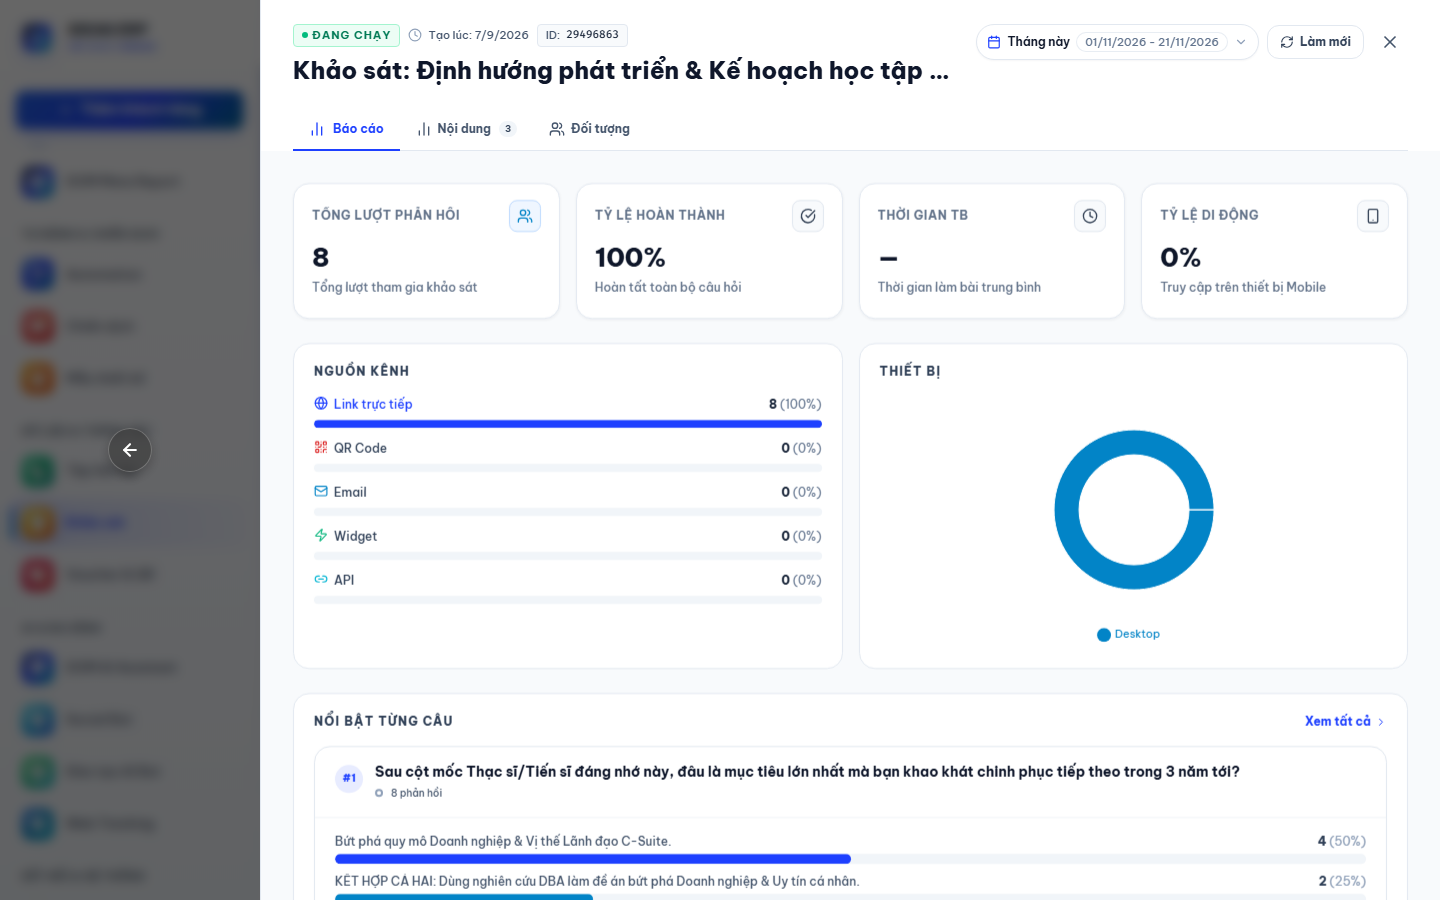 ĐANG CHẠY
Tạo lúc: 7/9/2026
ID: 29496863
Tháng này
01/11/2026 - 21/11/2026
Làm mới
Khảo sát: Định hướng phát triển & Kế hoạch học tập ...
Báo cáo
Nội dung 3
Đối tượng
TỔNG LƯỢT PHẢN HỒI
8
Tổng lượt tham gia khảo sát
TỶ LỆ HOÀN THÀNH
100%
Hoàn tất toàn bộ câu hỏi
THỜI GIAN TB
—
Thời gian làm bài trung bình
TỶ LỆ DI ĐỘNG
0%
Truy cập trên thiết bị Mobile
NGUỒN KÊNH
Link trực tiếp 8 (100%)
QR Code 0 (0%)
Email 0 (0%)
Widget 0 (0%)
API 0 (0%)
THIẾT BỊ
Desktop
NỔI BẬT TỪNG CÂU
Xem tất cả
#1 Sau cột mốc Thạc sĩ/Tiến sĩ đáng nhớ này, đâu là mục tiêu lớn nhất mà bạn khao khát chinh phục tiếp theo trong 3 năm tới?
8 phản hồi
Bứt phá quy mô Doanh nghiệp & Vị thế Lãnh đạo C-Suite. 4 (50%)
KẾT HỢP CẢ HAI: Dùng nghiên cứu DBA làm đề án bứt phá Doanh nghiệp & Uy tín cá nhân. 2 (25%)